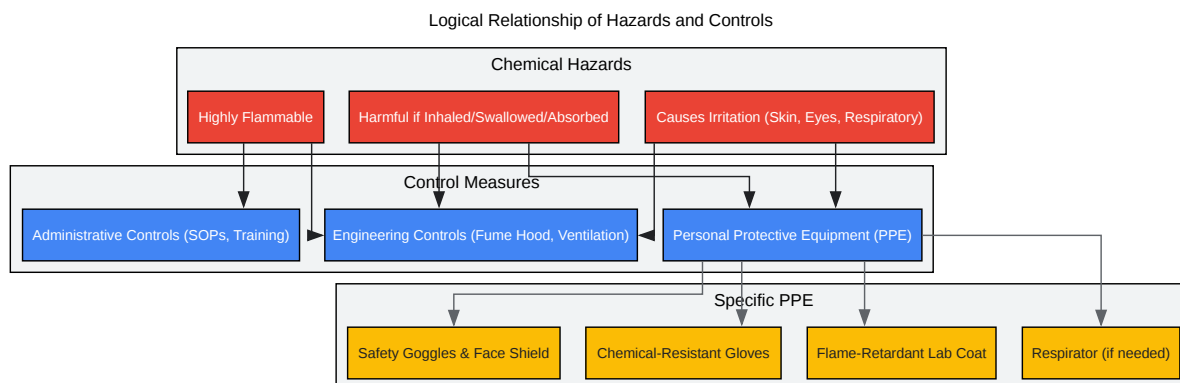 Logical Relationship of Hazards and Controls
Chemical Hazards
Highly Flammable
Harmful if Inhaled/Swallowed/Absorbed
Causes Irritation (Skin, Eyes, Respiratory)
Control Measures
Administrative Controls (SOPs, Training)
Engineering Controls (Fume Hood, Ventilation)
Personal Protective Equipment (PPE)
Specific PPE
Safety Goggles & Face Shield
Chemical-Resistant Gloves
Flame-Retardant Lab Coat
Respirator (if needed)